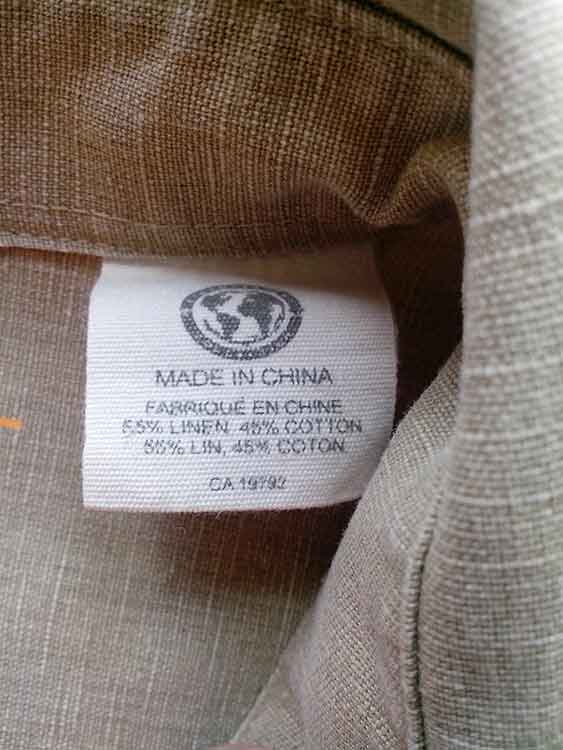 MADE IN CHINA
FABRIQUÉ EN CHINE
55% LINEN, 45% COTTON
55% LIN, 45% COTON
CA 19792